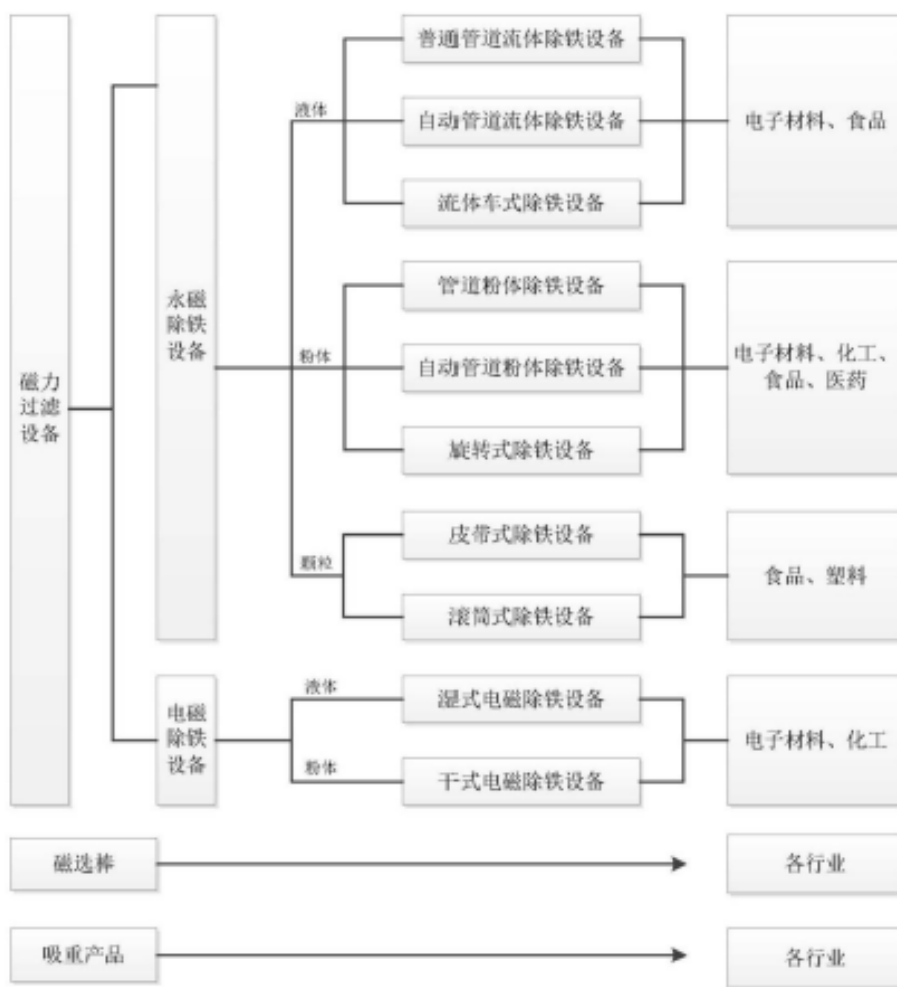 磁力
过滤
设备
永磁
除铁
设备
液体
普通管道流体除铁设备
自动管道流体除铁设备
流体车式除铁设备
电子材料、食品
粉体
管道粉体除铁设备
自动管道粉体除铁设备
旋转式除铁设备
电子材料、化工、
食品、医药
颗粒
皮带式除铁设备
滚筒式除铁设备
食品、塑料
电磁
除铁
设备
液体
湿式电磁除铁设备
粉体
干式电磁除铁设备
电子材料、化工
磁选棒
各行业
吸重产品
各行业